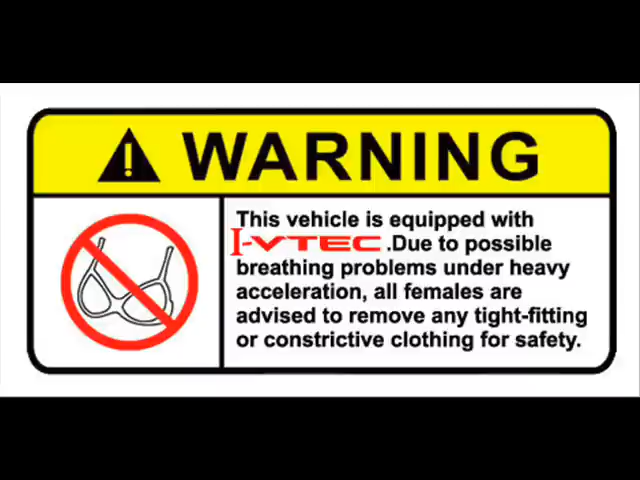 WARNING
This vehicle is equipped with
I-VTEC .Due to possible
breathing problems under heavy
acceleration, all females are
advised to remove any tight-fitting
or constrictive clothing for safety.